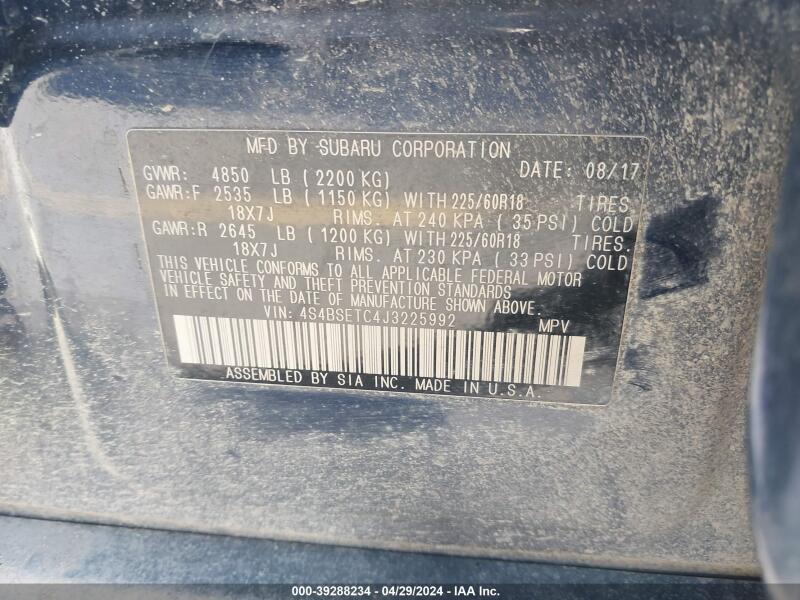 MFD BY SUBARU CORPORATION DATE: 08/17
GVWR: 4850 LB ( 2200 KG)
GAWR:F 2535 LB ( 1150 KG) WITH 225/60R18 TIRES
18X7J RIMS. AT 240 KPA ( 35 PSI) COLD
GAWR:R 2645 LB ( 1200 KG) WITH 225/60R18 TIRES.
18X7J RIMS. AT 230 KPA ( 33 PSI) COLD
THIS VEHICLE CONFORMS TO ALL APPLICABLE FEDERAL MOTOR
VEHICLE SAFETY AND THEFT PREVENTION STANDARDS
IN EFFECT ON THE DATE OF MANUFACTURE SHOWN ABOVE.
VIN: 4S4BSETC4J3225992 MPV
ASSEMBLED BY SIA INC. MADE IN U.S.A.
000-39288234 - 04/29/2024 - IAA Inc.